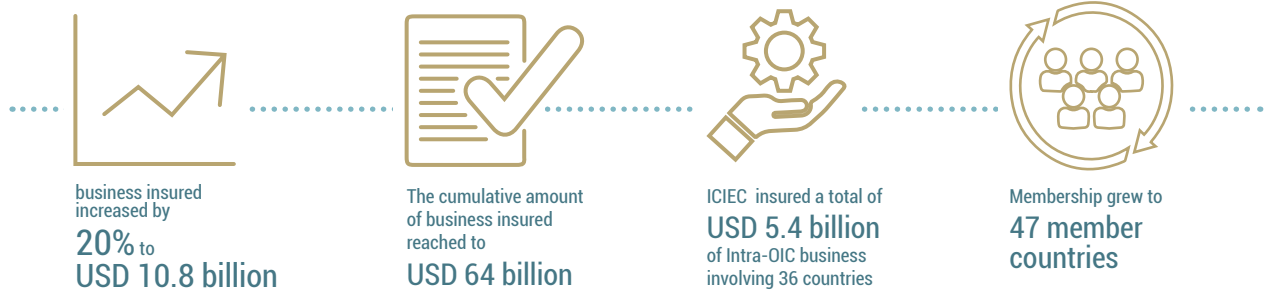 business insured
increased by
20% to
USD 10.8 billion
The cumulative amount
of business insured
reached to
USD 64 billion
ICIEC insured a total of
USD 5.4 billion
of Intra-OIC business
involving 36 countries
Membership grew to
47 member
countries